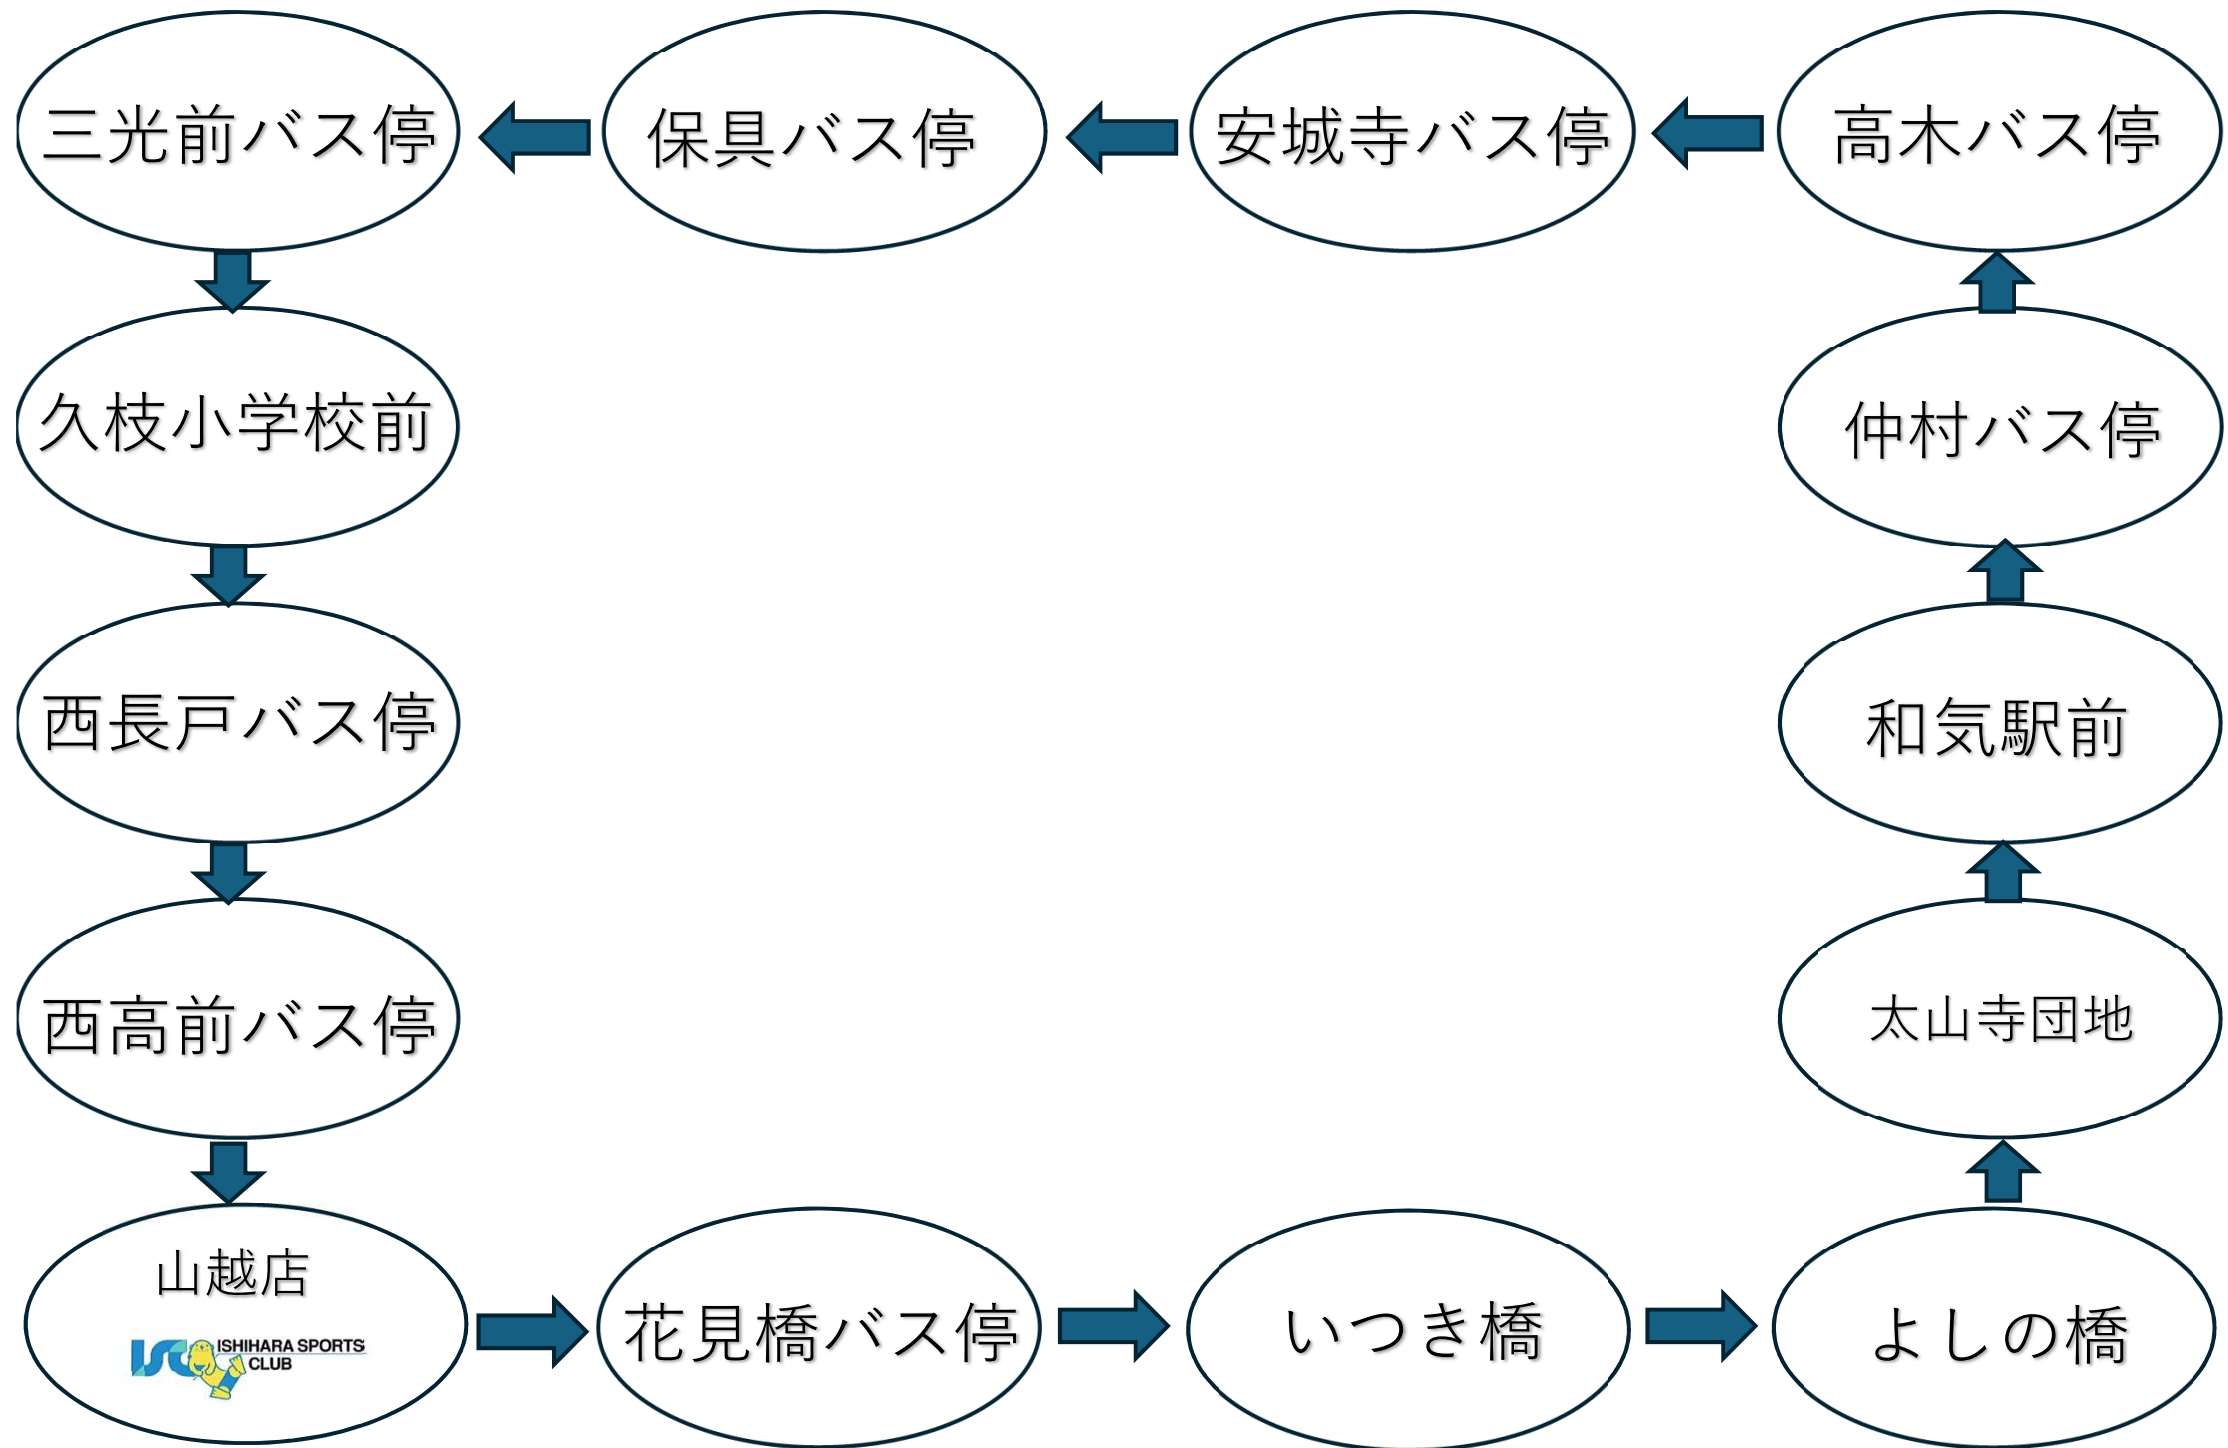 三光前バス停
保具バス停
安城寺バス停
高木バス停
久枝小学校前
仲村バス停
西長戸バス停
和気駅前
西高前バス停
太山寺団地
山越店
ISC ISHIHARA SPORTS
CLUB
花見橋バス停
いつき橋
よしの橋